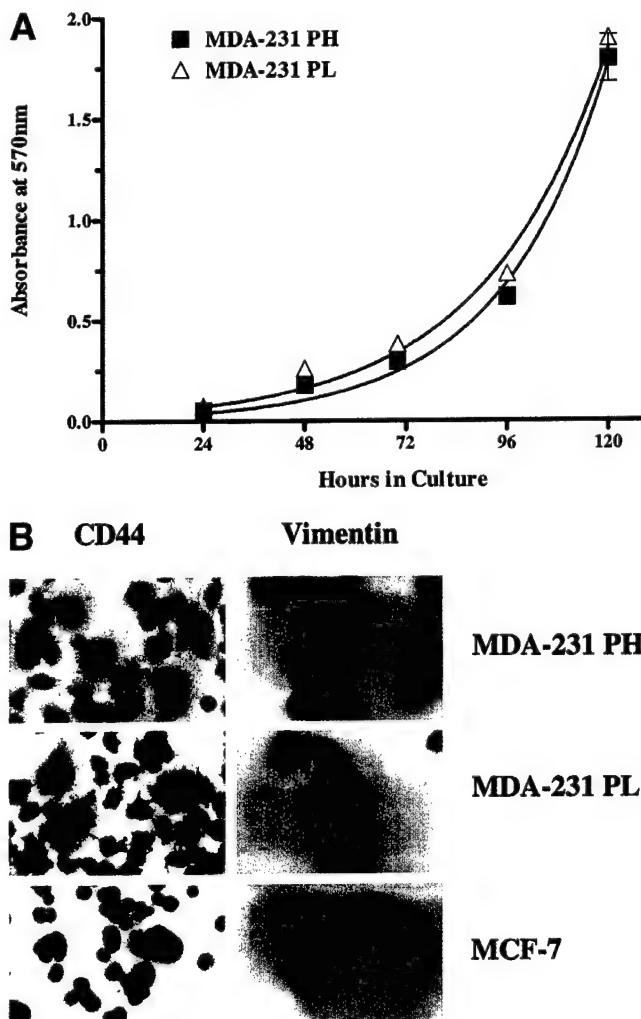 A
MDA-231 PH
MDA-231 PL
Absorbance at 570nm
2.0
1.5
1.0
0.5
0.0
0 24 48 72 96 120
Hours in Culture
B CD44 Vimentin
MDA-231 PH
MDA-231 PL
MCF-7